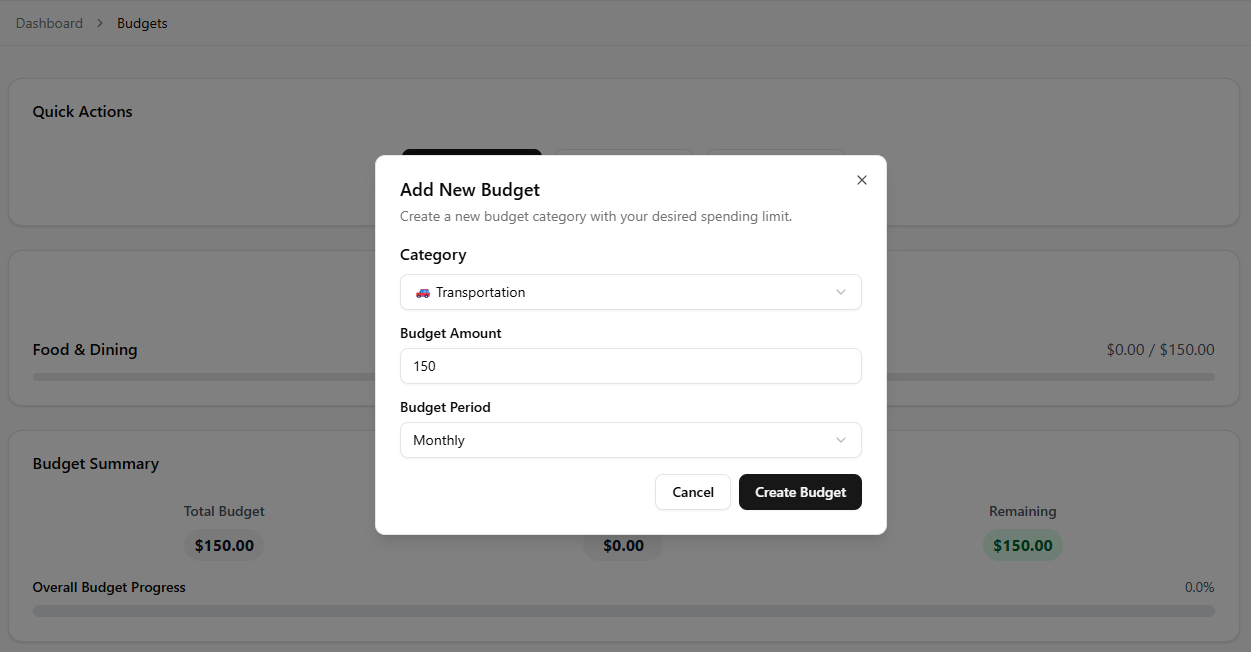 Dashboard > Budgets
Quick Actions
Add New Budget
Create a new budget category with your desired spending limit.
Category
🚗 Transportation
Budget Amount
150
Budget Period
Monthly
Cancel
Create Budget
Food & Dining
$0.00 / $150.00
Budget Summary
Total Budget
$150.00
$0.00
Remaining
$150.00
Overall Budget Progress
0.0%